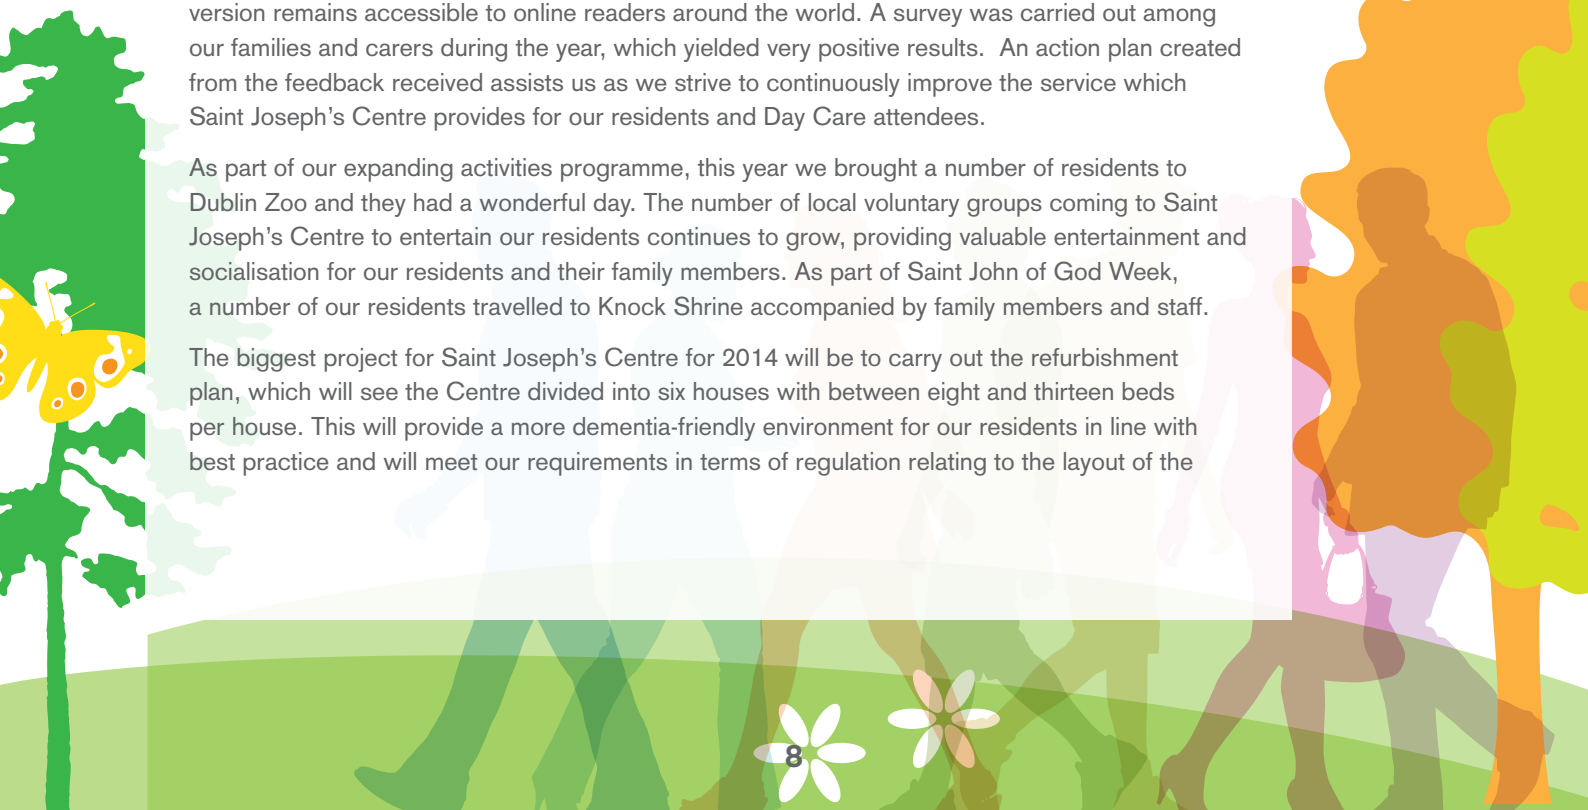 version remains accessible to online readers around the world. A survey was carried out among
our families and carers during the year, which yielded very positive results.  An action plan created
from the feedback received assists us as we strive to continuously improve the service which
Saint Joseph’s Centre provides for our residents and Day Care attendees.
As part of our expanding activities programme, this year we brought a number of residents to
Dublin Zoo and they had a wonderful day. The number of local voluntary groups coming to Saint
Joseph’s Centre to entertain our residents continues to grow, providing valuable entertainment and
socialisation for our residents and their family members. As part of Saint John of God Week,
a number of our residents travelled to Knock Shrine accompanied by family members and staff.
The biggest project for Saint Joseph’s Centre for 2014 will be to carry out the refurbishment
plan, which will see the Centre divided into six houses with between eight and thirteen beds
per house. This will provide a more dementia-friendly environment for our residents in line with
best practice and will meet our requirements in terms of regulation relating to the layout of the
8